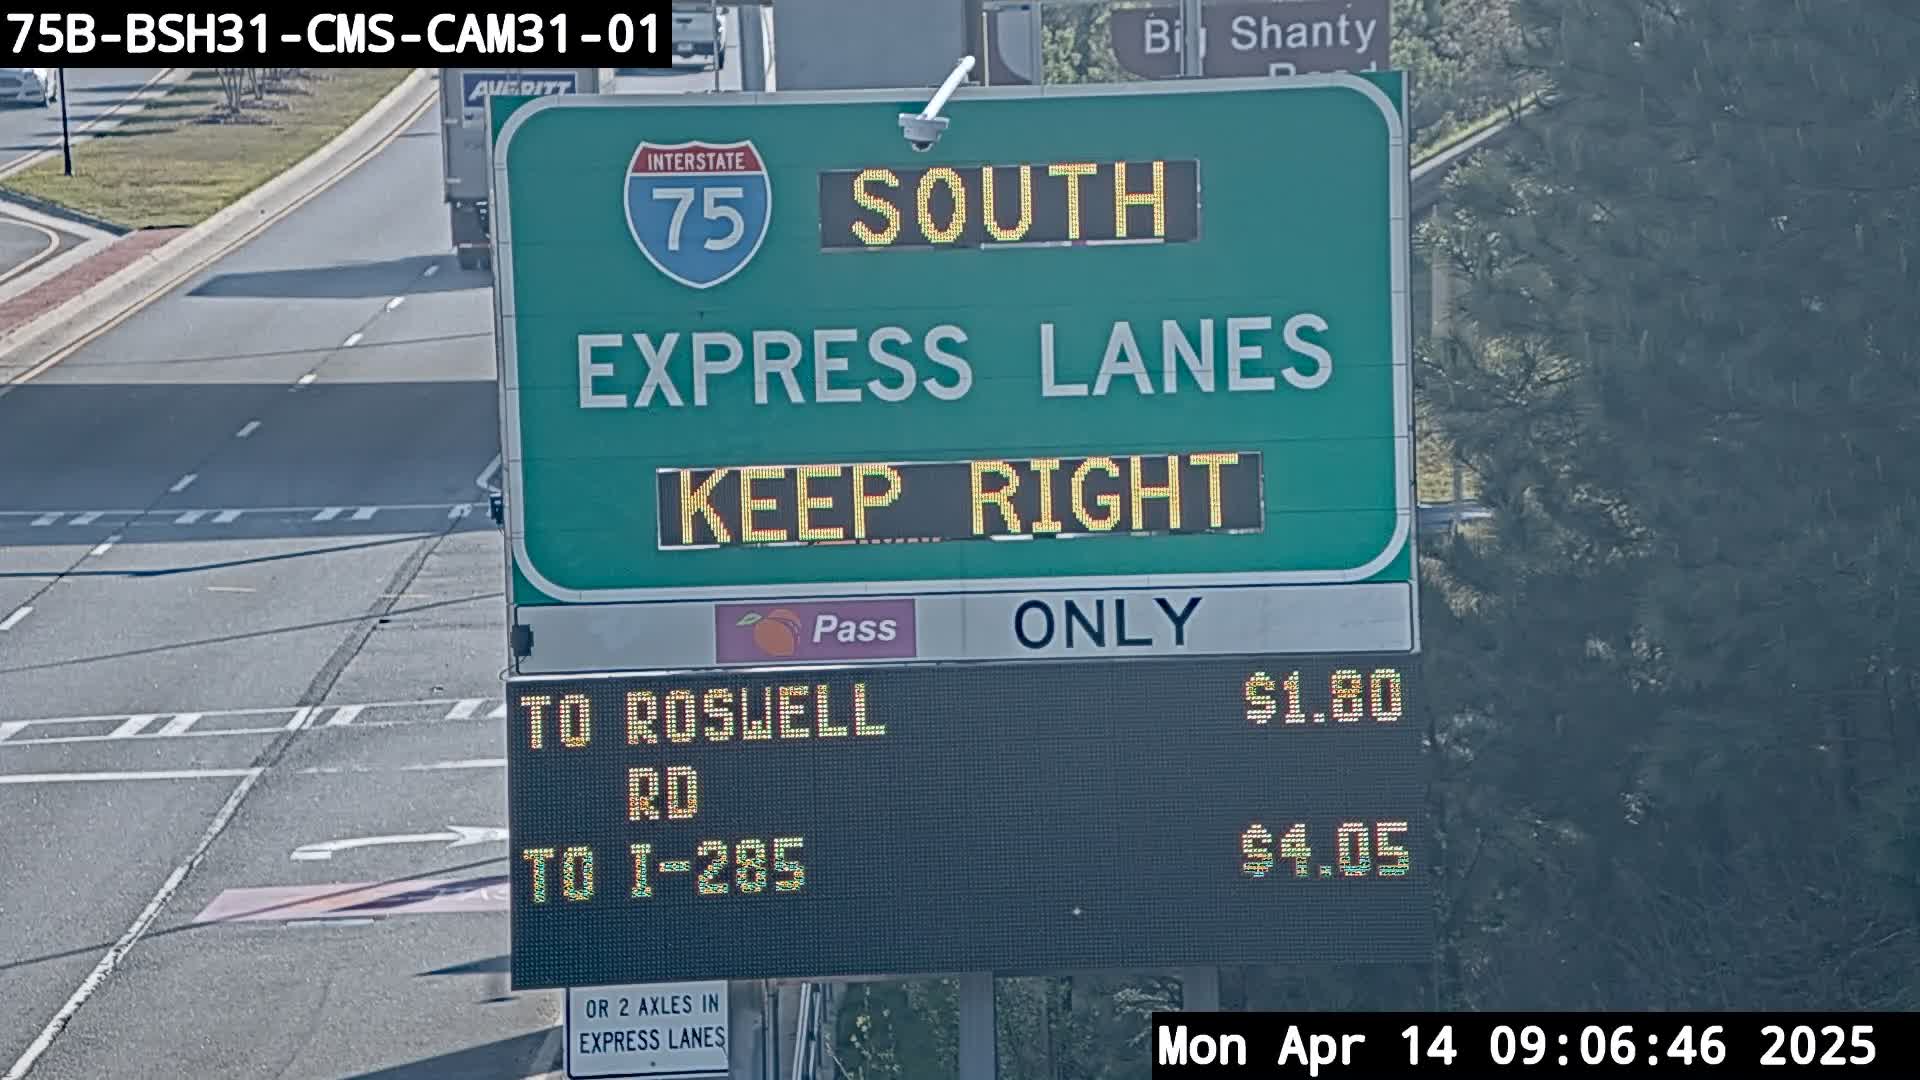 75B-BSH31-CMS-CAM31-01
Big Shanty
Road
AVERITT
INTERSTATE
75
SOUTH
EXPRESS LANES
KEEP RIGHT
Pass ONLY
TO ROSWELL $1.80
RD
TO I-285 $4.05
OR 2 AXLES IN
EXPRESS LANES
Mon Apr 14 09:06:46 2025